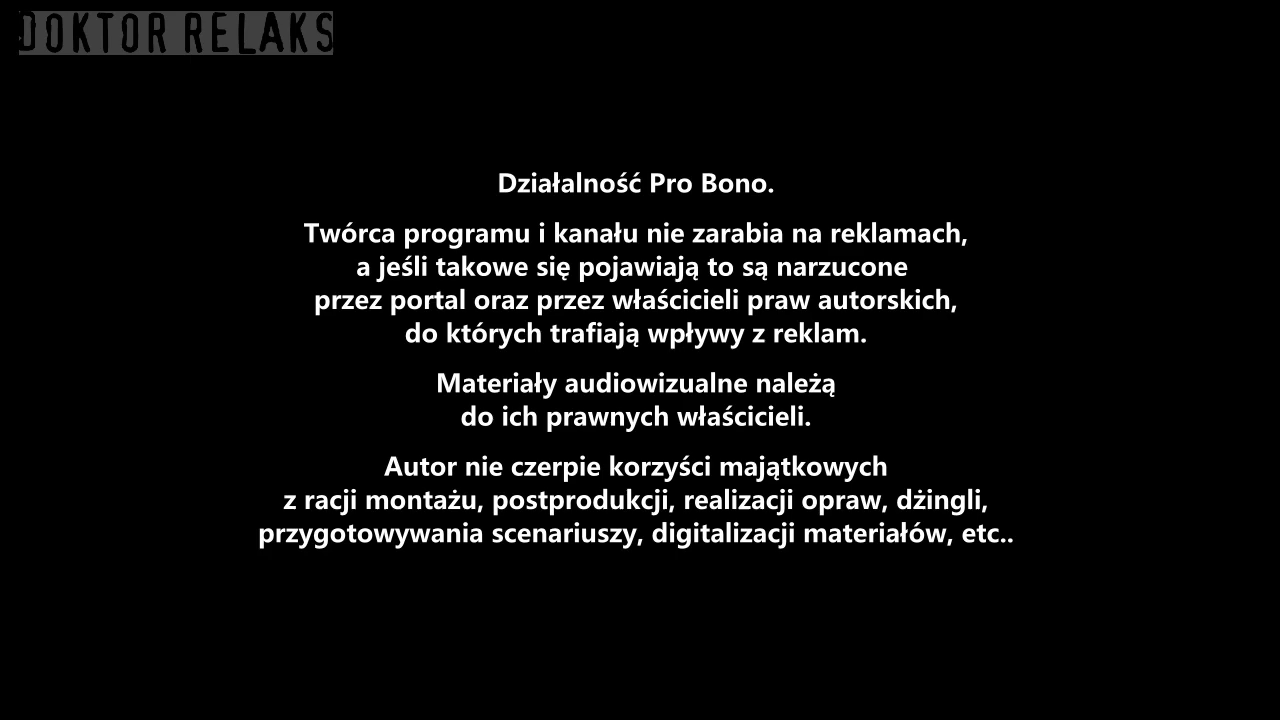 DOKTOR RELAKS
Działalność Pro Bono.
Twórca programu i kanału nie zarabia na reklamach,
a jeśli takowe się pojawiają to są narzucone
przez portal oraz przez właścicieli praw autorskich,
do których trafiają wpływy z reklam.
Materiały audiowizualne należą
do ich prawnych właścicieli.
Autor nie czerpie korzyści majątkowych
z racji montażu, postprodukcji, realizacji opraw, dżingli,
przygotowywania scenariuszy, digitalizacji materiałów, etc..